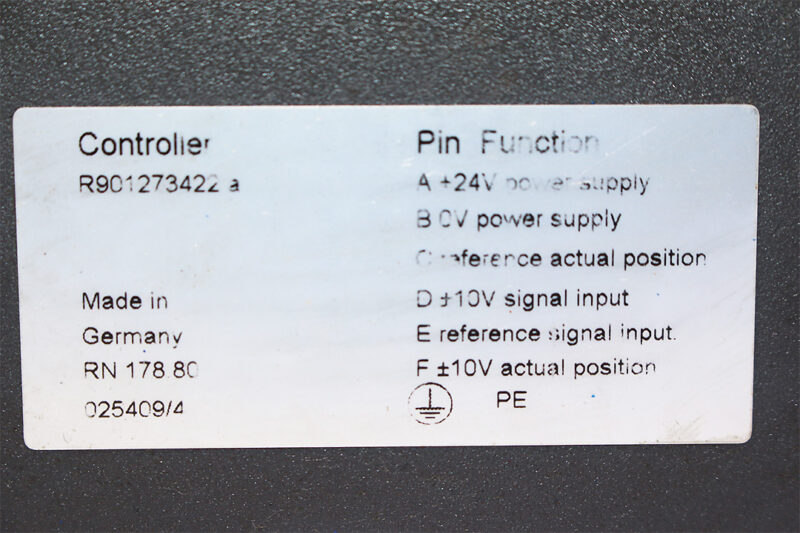 Controller
R901273422 a
Made in
Germany
RN 178 80
025409/4
Pin Function
A +24V power supply
B 0V power supply
C reference actual position
D ±10V signal input
E reference signal input
F ±10V actual position
PE